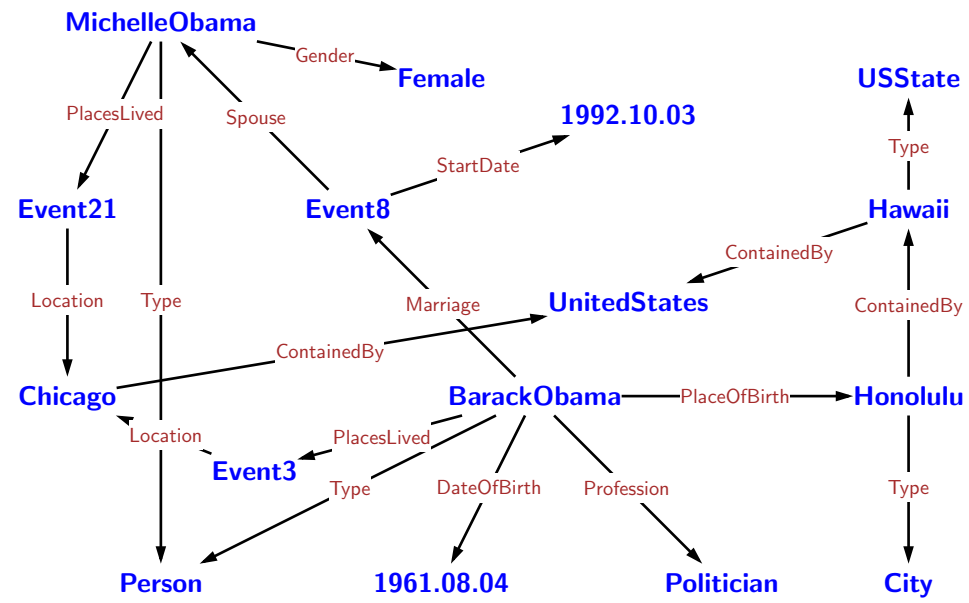 MichelleObama
Gender
Female
USState
PlacesLived
Spouse
1992.10.03
StartDate
Type
Event21
Event8
Hawaii
ContainedBy
Location
Type
Marriage
UnitedStates
ContainedBy
ContainedBy
Chicago
BarackObama
PlaceOfBirth
Honolulu
Location
PlacesLived
Event3
Type
DateOfBirth
Profession
Type
Person
1961.08.04
Politician
City